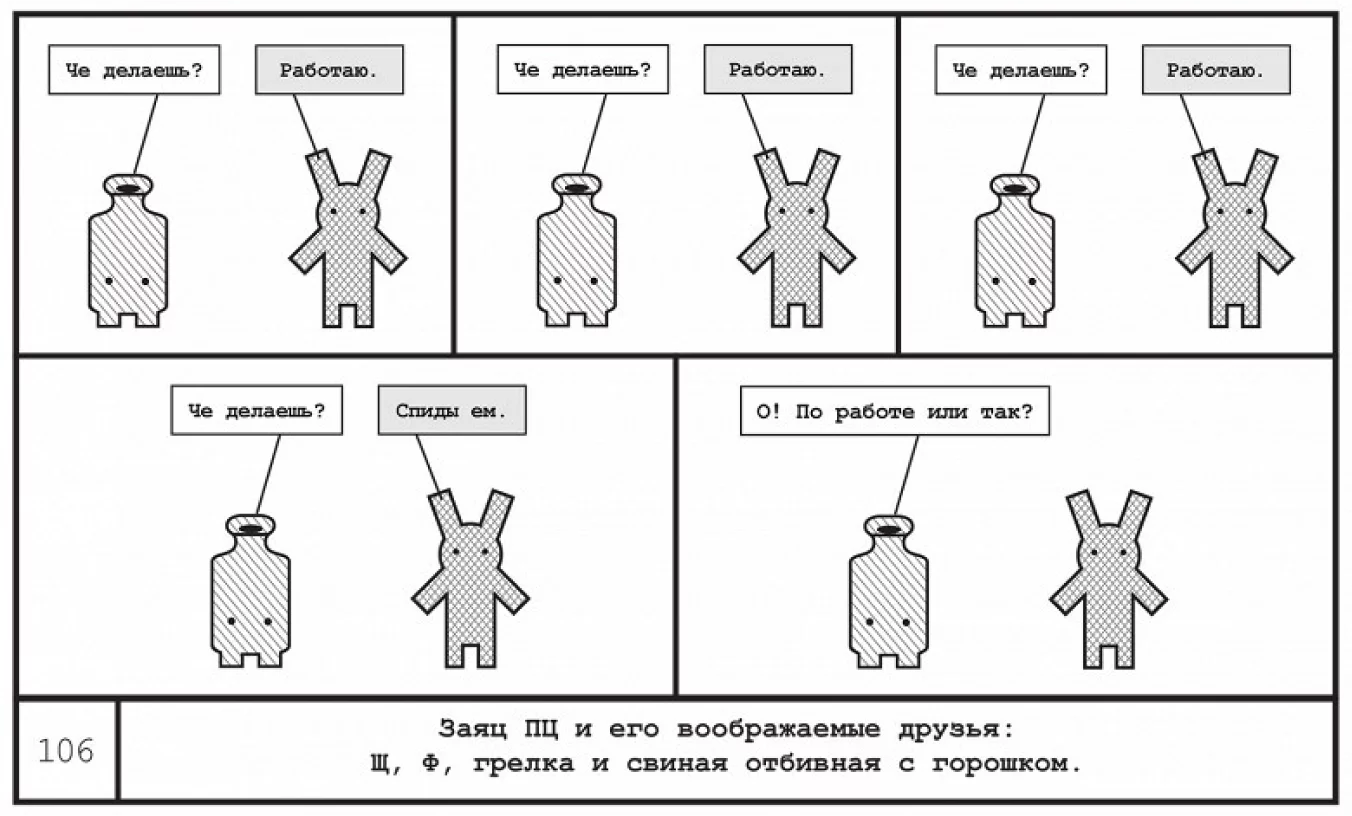 Че делаешь?
Работаю.
Че делаешь?
Работаю.
Че делаешь?
Работаю.
Че делаешь?
Спиды ем.
О! По работе или так?
106
Заяц ПЦ и его воображаемые друзья:
Щ, Ф, грелка и свиная отбивная с горошком.